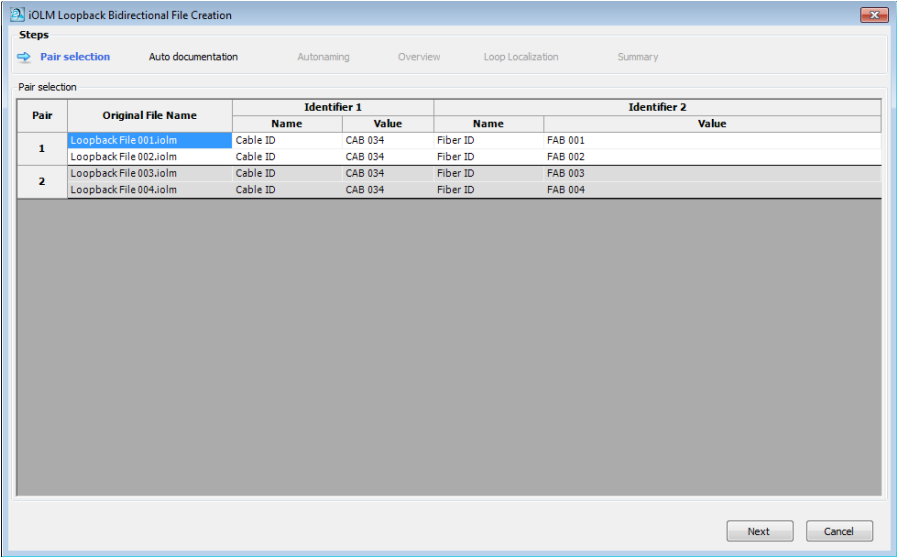 iOLM Loopback Bidirectional File Creation
Steps
Pair selection Auto documentation Autonaming Overview Loop Localization Summary
Pair selection
Pair Original File Name Identifier 1 Identifier 2
Name Value Name Value
1 Loopback File 001.iolm Cable ID CAB 034 Fiber ID FAB 001
Loopback File 002.iolm Cable ID CAB 034 Fiber ID FAB 002
2 Loopback File 003.iolm Cable ID CAB 034 Fiber ID FAB 003
Loopback File 004.iolm Cable ID CAB 034 Fiber ID FAB 004
Next Cancel